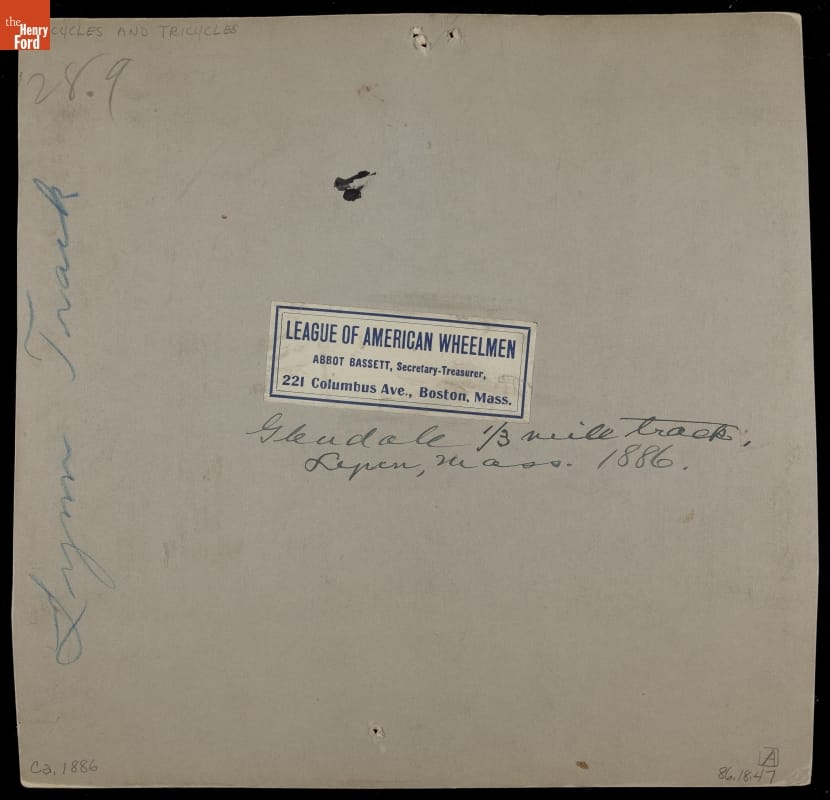 the
Henry
Ford
CYCLES AND TRICYCLES
28.9
Lynn Track
LEAGUE OF AMERICAN WHEELMEN
ABBOT BASSETT, Secretary-Treasurer,
221 Columbus Ave., Boston, Mass.
Glendale 1/3 mile track,
Lynn, Mass. 1886.
Ca. 1886
A
86.18.47